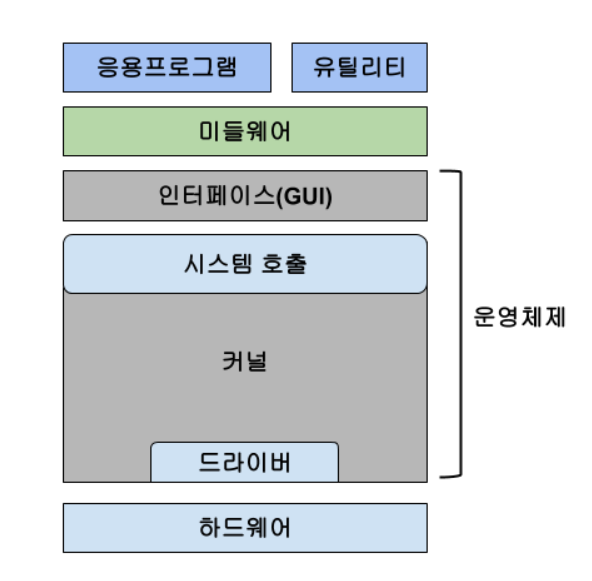 응용프로그램
유틸리티
미들웨어
인터페이스(GUI)
시스템 호출
운영체제
커널
드라이버
하드웨어